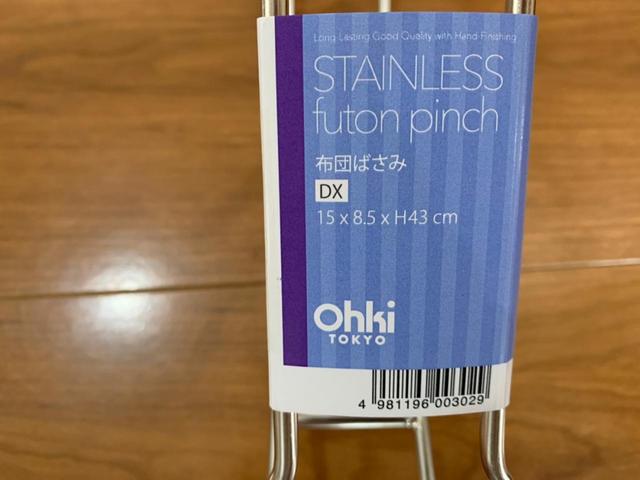 Long Lasting Good Quality with Hand Finishing
STAINLESS
futon pinch
布団ばさみ
DX
15 x 8.5 x H43 cm
Ohki
TOKYO
4 981196 003029